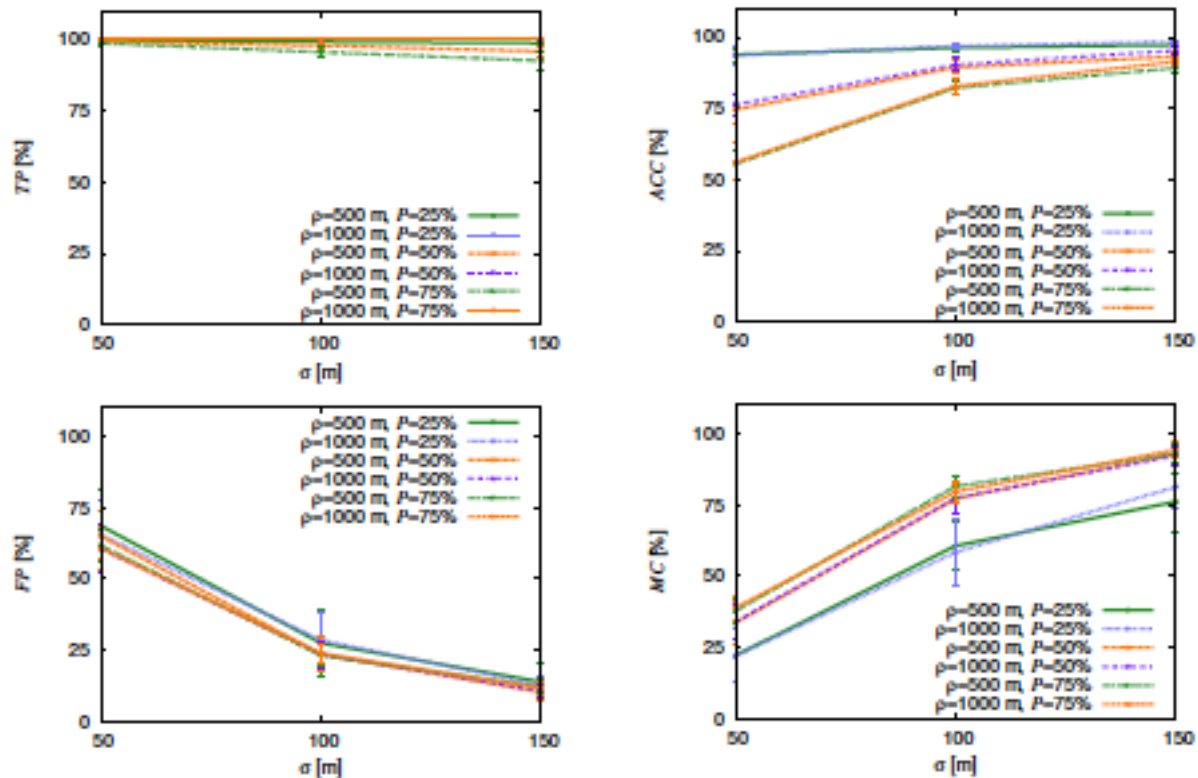 100
75
50
25
0
TP [%]
ρ=500 m, P=25%
ρ=1000 m, P=25%
ρ=500 m, P=50%
ρ=1000 m, P=50%
ρ=500 m, P=75%
ρ=1000 m, P=75%
50 100 150
σ [m]
100
75
50
25
0
ACC [%]
ρ=500 m, P=25%
ρ=1000 m, P=25%
ρ=500 m, P=50%
ρ=1000 m, P=50%
ρ=500 m, P=75%
ρ=1000 m, P=75%
50 100 150
σ [m]
100
75
50
25
0
FP [%]
ρ=500 m, P=25%
ρ=1000 m, P=25%
ρ=500 m, P=50%
ρ=1000 m, P=50%
ρ=500 m, P=75%
ρ=1000 m, P=75%
50 100 150
σ [m]
100
75
50
25
0
MC [%]
ρ=500 m, P=25%
ρ=1000 m, P=25%
ρ=500 m, P=50%
ρ=1000 m, P=50%
ρ=500 m, P=75%
ρ=1000 m, P=75%
50 100 150
σ [m]